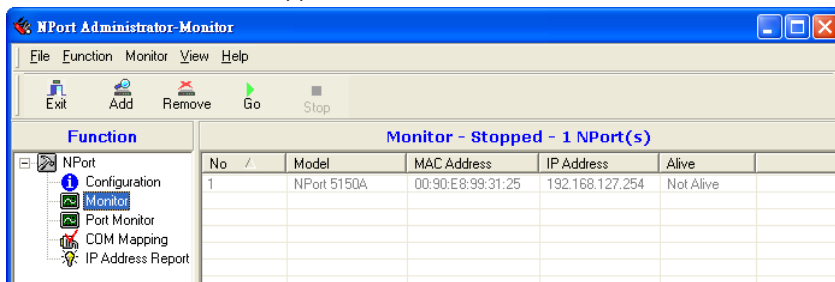 NPort Administrator-Monitor
File Function Monitor View Help
Exit Add Remove Go Stop
Function Monitor - Stopped - 1 NPort(s)
NPort
Configuration
Monitor
Port Monitor
COM Mapping
IP Address Report
No Model MAC Address IP Address Alive
1 NPort 5150A 00:90:E8:99:31:25 192.168.127.254 Not Alive